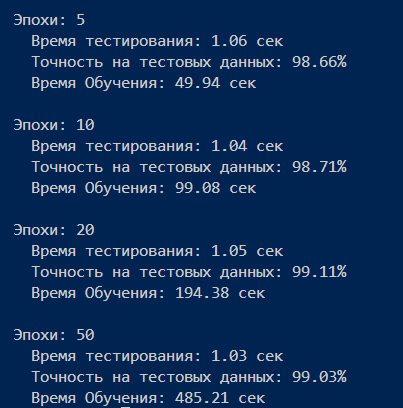 Эпохи: 5
Время тестирования: 1.06 сек
Точность на тестовых данных: 98.66%
Время Обучения: 49.94 сек
Эпохи: 10
Время тестирования: 1.04 сек
Точность на тестовых данных: 98.71%
Время Обучения: 99.08 сек
Эпохи: 20
Время тестирования: 1.05 сек
Точность на тестовых данных: 99.11%
Время Обучения: 194.38 сек
Эпохи: 50
Время тестирования: 1.03 сек
Точность на тестовых данных: 99.03%
Время Обучения: 485.21 сек